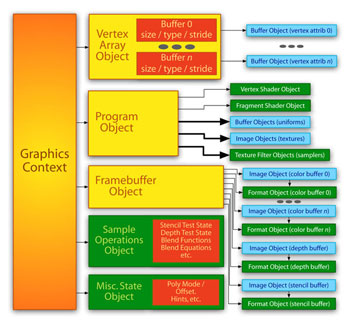 Graphics
Context
Vertex
Array
Object
Buffer 0
size / type / stride
Buffer n
size / type / stride
Buffer Object (vertex attrib 0)
Buffer Object (vertex attrib n)
Program
Object
Vertex Shader Object
Fragment Shader Object
Buffer Objects (uniforms)
Image Objects (textures)
Texture Filter Objects (samplers)
Framebuffer
Object
Image Object (color buffer 0)
Format Object (color buffer 0)
Image Object (color buffer n)
Format Object (color buffer n)
Image Object (depth buffer)
Format Object (depth buffer)
Image Object (stencil buffer)
Format Object (stencil buffer)
Sample
Operations
Object
Stencil Test State
Depth Test State
Blend Functions
Blend Equations
etc.
Misc. State
Object
Poly Mode /
Offset.
Hints, etc.